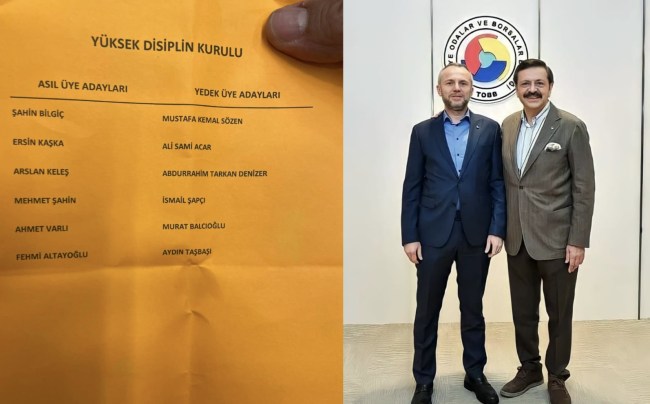 YÜKSEK DİSİPLİN KURULU
ASIL ÜYE ADAYLARI YEDEK ÜYE ADAYLARI
ŞAHİN BİLGİÇ MUSTAFA KEMAL SÖZEN
ERSİN KAŞKA ALİ SAMİ ACAR
ARSLAN KELEŞ ABDURRAHİM TARKAN DENİZER
MEHMET ŞAHİN İSMAİL ŞAPÇI
AHMET VARLI MURAT BALCIOĞLU
FEHMİ ALTAYOĞLU AYDIN TAŞBAŞI
YE ODALAR VE BORSALAR
TOBB